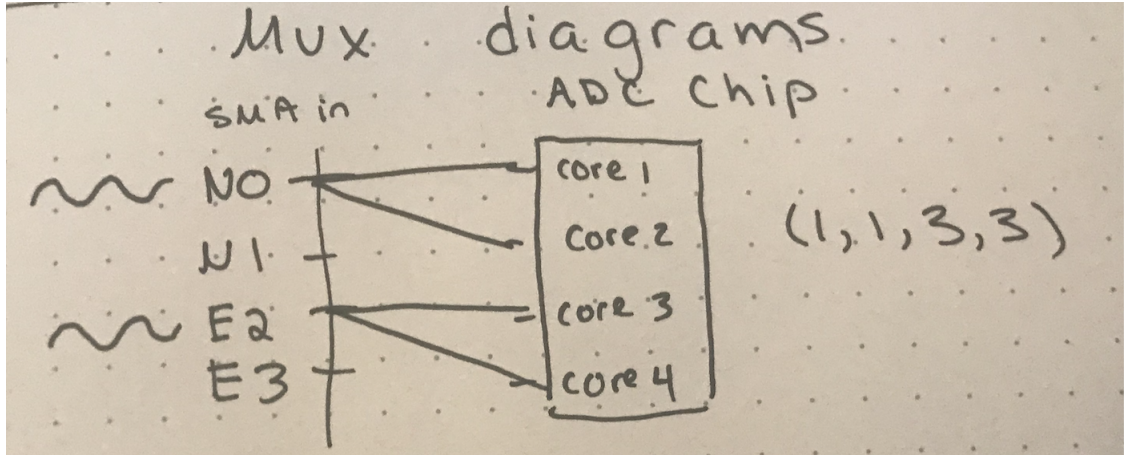 Mux diagrams
SMA in
ADC Chip
N0
core 1
N1
core 2
(1,1,3,3)
E2
core 3
E3
core 4